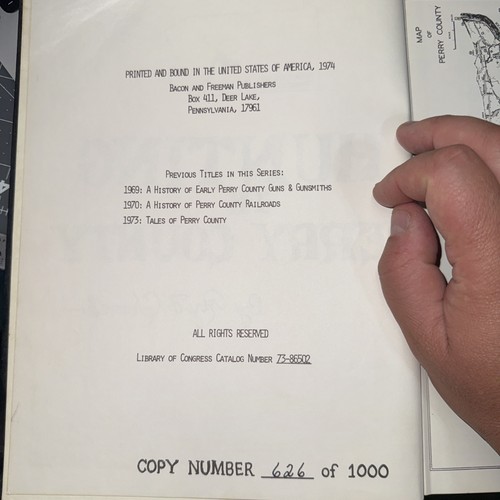 PRINTED AND BOUND IN THE UNITED STATES OF AMERICA, 1974
BACON AND FREEMAN PUBLISHERS
BOX 411, DEER LAKE,
PENNSYLVANIA, 17961
PREVIOUS TITLES IN THIS SERIES:
1969: A HISTORY OF EARLY PERRY COUNTY GUNS & GUNSMITHS
1970: A HISTORY OF PERRY COUNTY RAILROADS
1973: TALES OF PERRY COUNTY
ALL RIGHTS RESERVED
LIBRARY OF CONGRESS CATALOG NUMBER 73-86502
COPY NUMBER 626 of 1000
MAP
OF
PERRY COUNTY